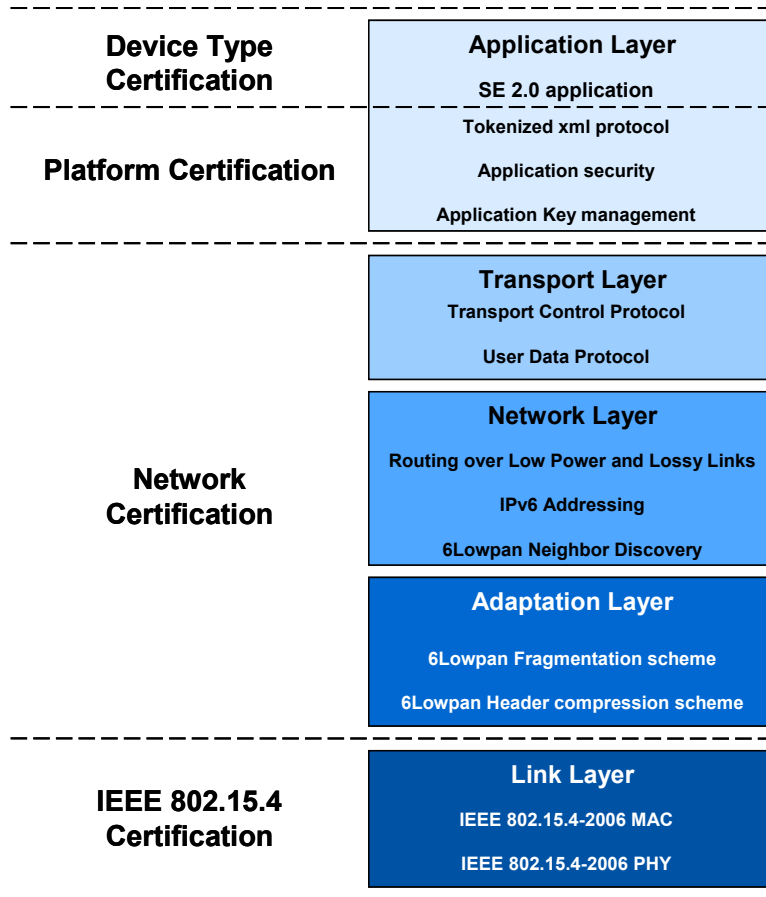 Device Type
Certification
Application Layer
SE 2.0 application
Platform Certification
Tokenized xml protocol
Application security
Application Key management
Network
Certification
Transport Layer
Transport Control Protocol
User Data Protocol
Network Layer
Routing over Low Power and Lossy Links
IPv6 Addressing
6Lowpan Neighbor Discovery
Adaptation Layer
6Lowpan Fragmentation scheme
6Lowpan Header compression scheme
IEEE 802.15.4
Certification
Link Layer
IEEE 802.15.4-2006 MAC
IEEE 802.15.4-2006 PHY